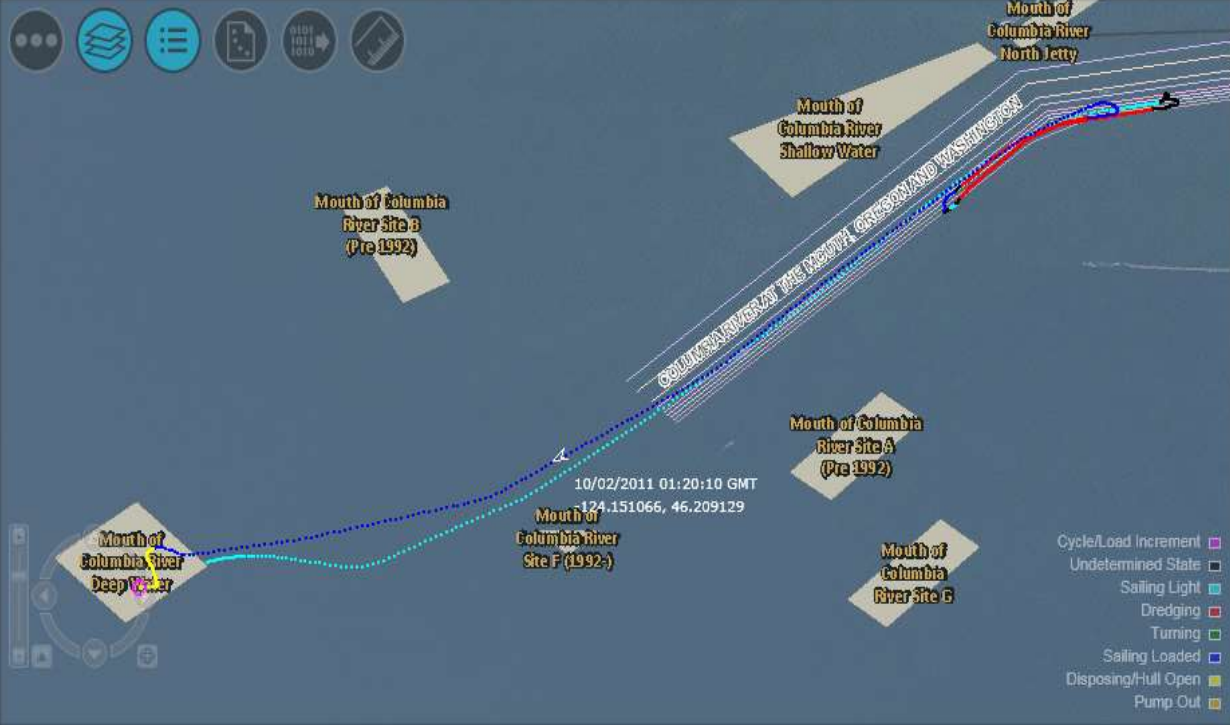 0101
1011
1010
Mouth of
Columbia River
North Jetty
Mouth of
Columbia River
Shallow Water
COLUMBIA RIVER AT THE MOUTH, OREGON AND WASHINGTON
Mouth of Columbia
River Site B
(Pre 1992)
Mouth of Columbia
River Site A
(Pre 1992)
10/02/2011 01:20:10 GMT
-124.151066, 46.209129
Mouth of
Columbia River
Site F (1992-)
Mouth of
Columbia River
Deep Water
Mouth of
Columbia
River Site G
Cycle/Load Increment
Undetermined State
Sailing Light
Dredging
Turning
Sailing Loaded
Disposing/Hull Open
Pump Out